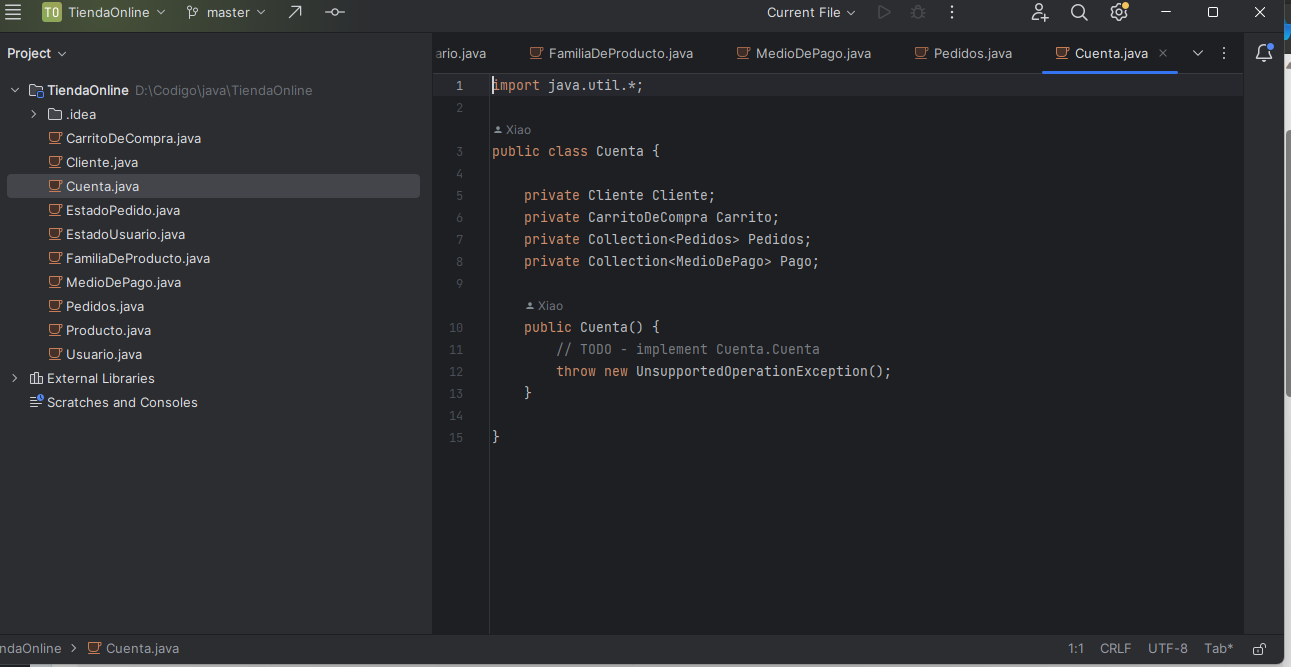 TO TiendaOnline master Current File
Project
TiendaOnline D:\Codigo\java\TiendaOnline
.idea
CarritoDeCompra.java
Cliente.java
Cuenta.java
EstadoPedido.java
EstadoUsuario.java
FamiliaDeProducto.java
MedioDePago.java
Pedidos.java
Producto.java
Usuario.java
External Libraries
Scratches and Consoles
ario.java FamiliaDeProducto.java MedioDePago.java Pedidos.java Cuenta.java
1 import java.util.*;
2
Xiao
3 public class Cuenta {
4
5 private Cliente Cliente;
6 private CarritoDeCompra Carrito;
7 private Collection<Pedidos> Pedidos;
8 private Collection<MedioDePago> Pago;
9
Xiao
10 public Cuenta() {
11 // TODO - implement Cuenta.Cuenta
12 throw new UnsupportedOperationException();
13 }
14
15 }
ndaOnline Cuenta.java
1:1 CRLF UTF-8 Tab*